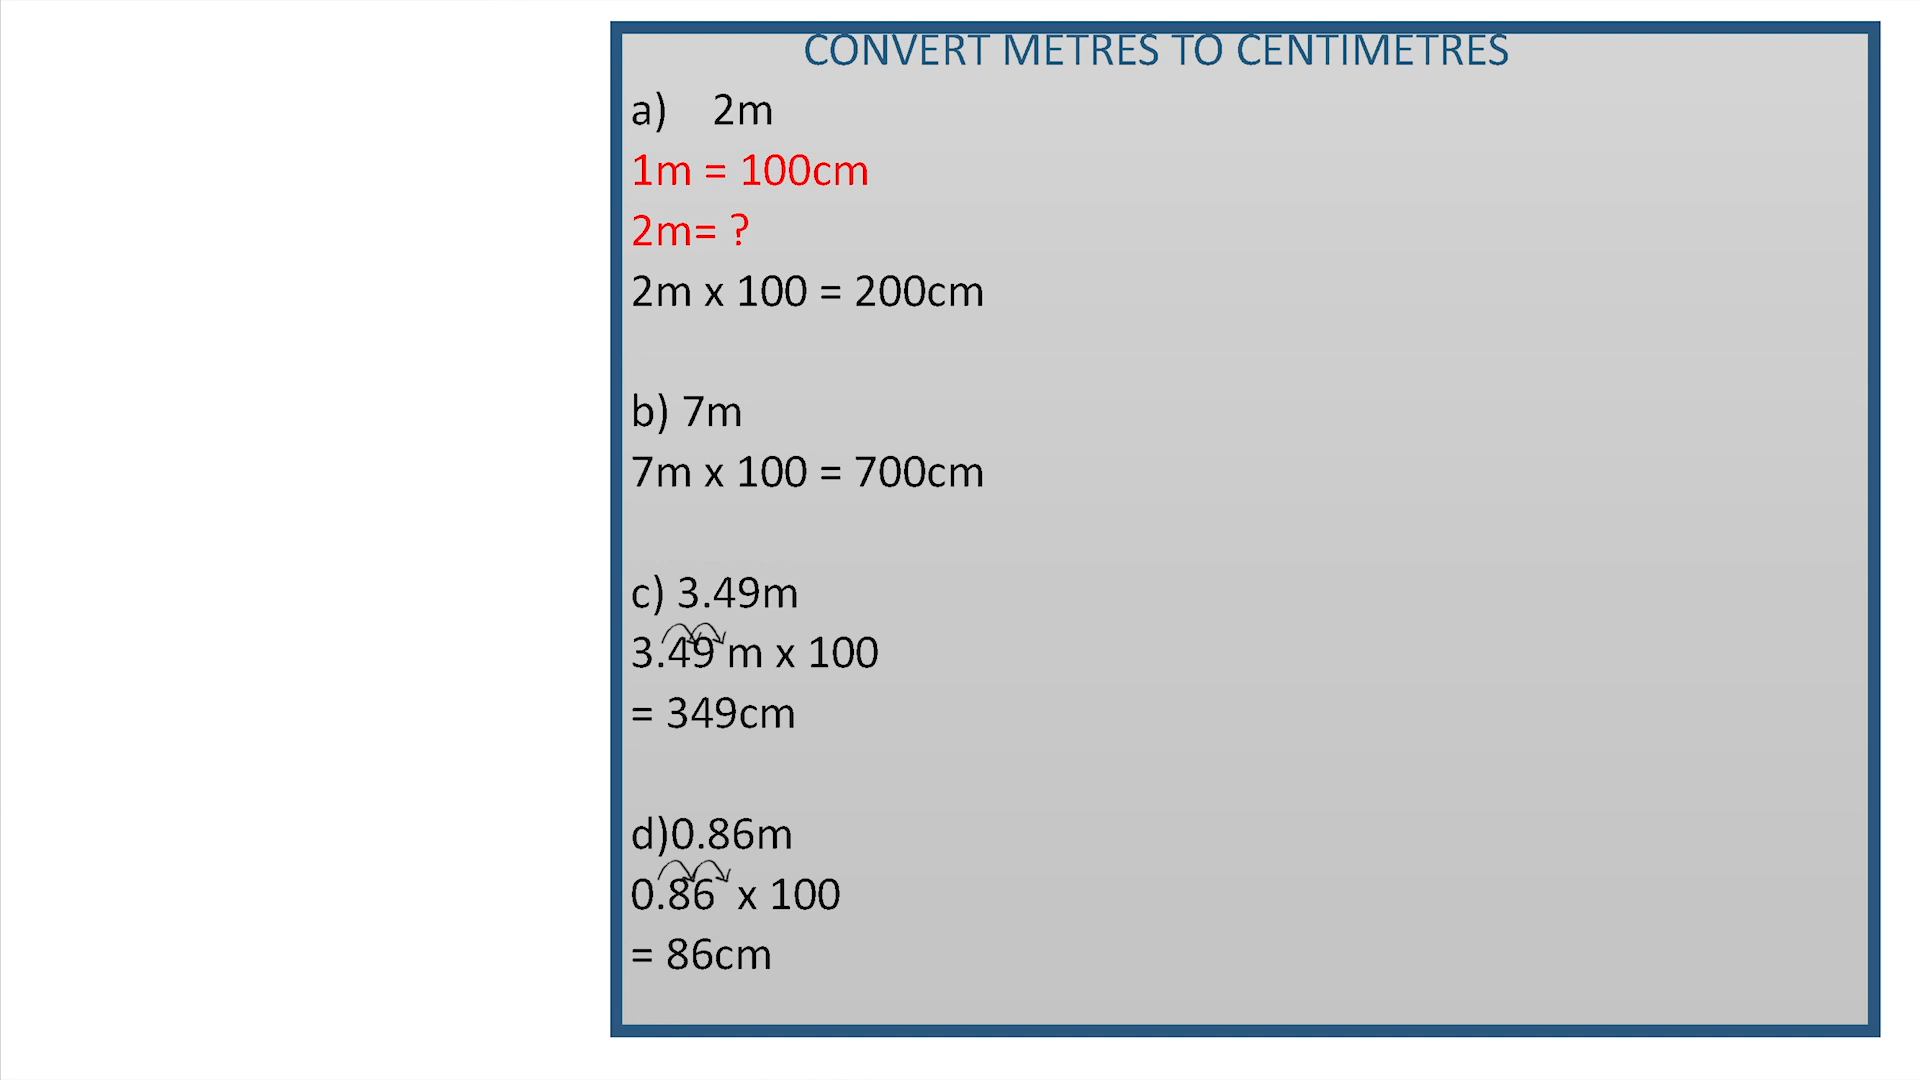 CONVERT METRES TO CENTIMETRES
a) 2m
1m = 100cm
2m= ?
2m x 100 = 200cm
b) 7m
7m x 100 = 700cm
c) 3.49m
3.49 m x 100
= 349cm
d)0.86m
0.86 x 100
= 86cm